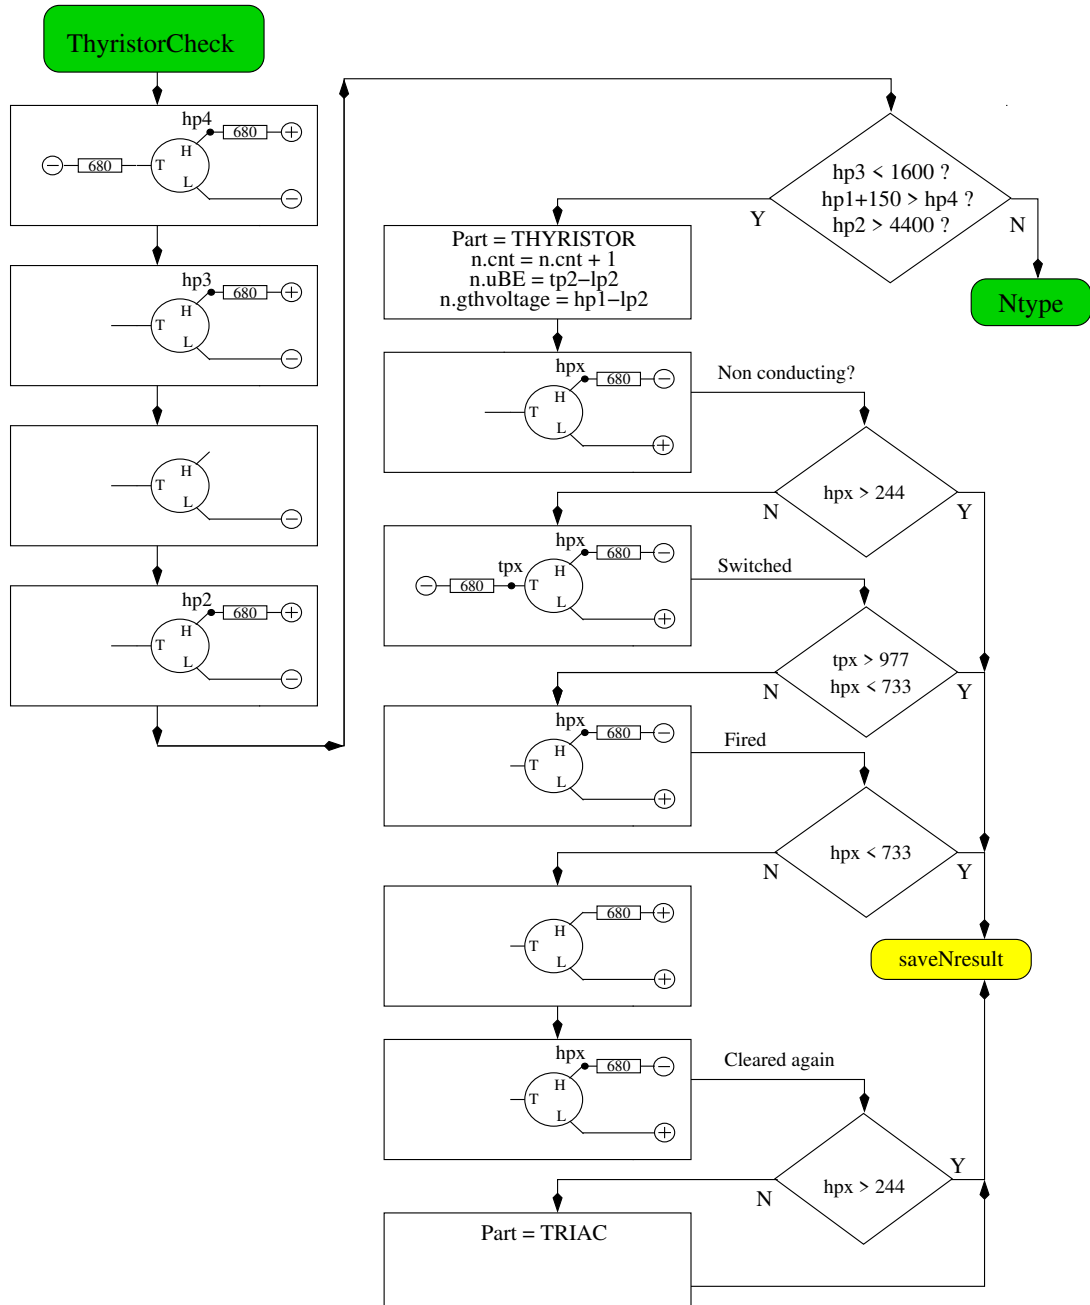 ThyristorCheck
hp4
680 +
− 680 T H L −
hp3
680 +
T H L −
T H L −
hp2
680 +
T H L −
hp3 < 1600 ?
hp1+150 > hp4 ?
hp2 > 4400 ?
Y
N
Ntype
Part = THYRISTOR
n.cnt = n.cnt + 1
n.uBE = tp2−lp2
n.gthvoltage = hp1−lp2
hpx
680 −
T H L +
Non conducting?
hpx > 244
N
Y
hpx
680 −
− 680 tpx T H L +
Switched
tpx > 977
hpx < 733
N
Y
hpx
680 −
T H L +
Fired
hpx < 733
N
Y
680 +
T H L +
saveNresult
hpx
680 −
T H L +
Cleared again
hpx > 244
N
Y
Part = TRIAC